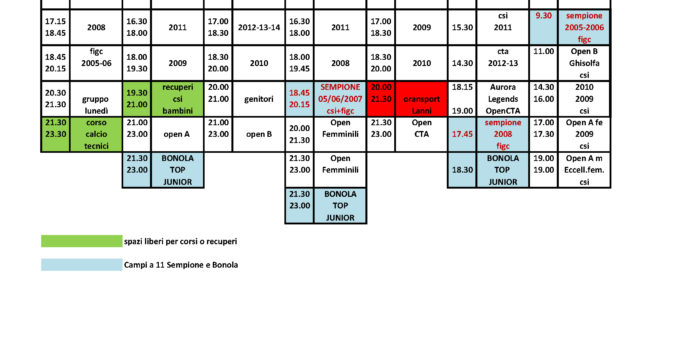 17.15 18.45 2008 16.30 18.00 2011 17.00 18.30 2012-13-14 16.30 18.00 2011 17.00 18.30 2009 15.30 csi 2011 9.30 sempione 2005-2006 figc
18.45 20.15 figc 2005-06 18.00 19.30 2009 18.30 20.00 2010 18.00 19.45 2008 18.30 20.00 2010 14.30 cta 2012-13 11.00 Open B Ghisolfa csi
20.30 21.30 gruppo lunedì 19.30 21.00 recuperi csi bambini 20.00 21.00 genitori 18.45 20.15 SEMPIONE 05/06/2007 csi+figc 20.00 21.30 oransport Lanni 18.15 19.00 Aurora Legends OpenCTA 14.30 16.00 2010 2009 csi
21.30 23.30 corso calcio tecnici 21.00 23.00 open A 21.30 23.00 open B 20.00 21.30 Open Femminili 21.30 23.00 Open CTA 17.45 sempione 2008 figc 17.00 17.30 Open A fe 2009 csi
21.30 23.00 BONOLA TOP JUNIOR 21.30 23.00 Open Femminili 18.30 BONOLA TOP JUNIOR 19.00 19.00 Open A m Eccell.fem. csi
21.30 23.00 BONOLA TOP JUNIOR
spazi liberi per corsi o recuperi
Campi a 11 Sempione e Bonola